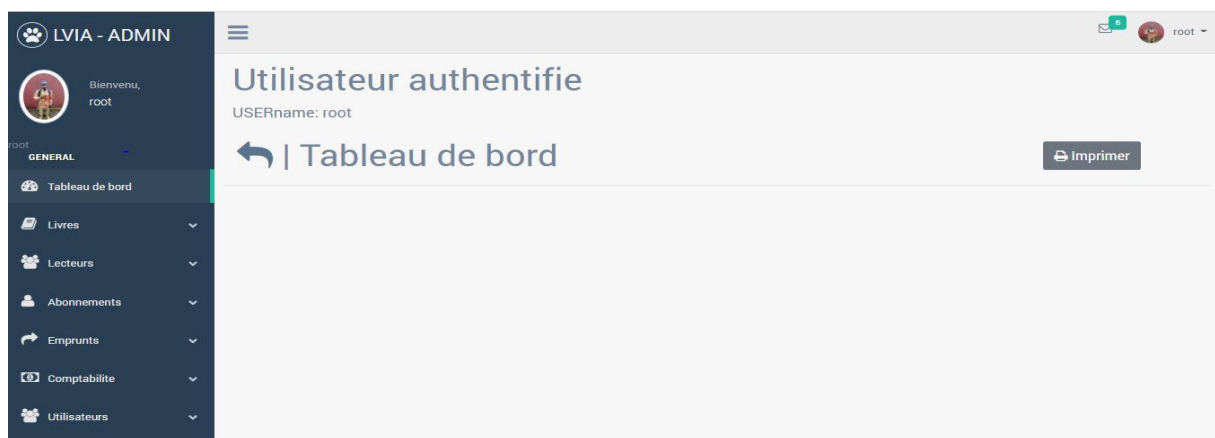 LVIA - ADMIN
6
root
Bienvenu,
root
root
GENERAL
Tableau de bord
Livres
Lecteurs
Abonnements
Emprunts
Comptabilite
Utilisateurs
Utilisateur authentifie
USERname: root
| Tableau de bord
Imprimer